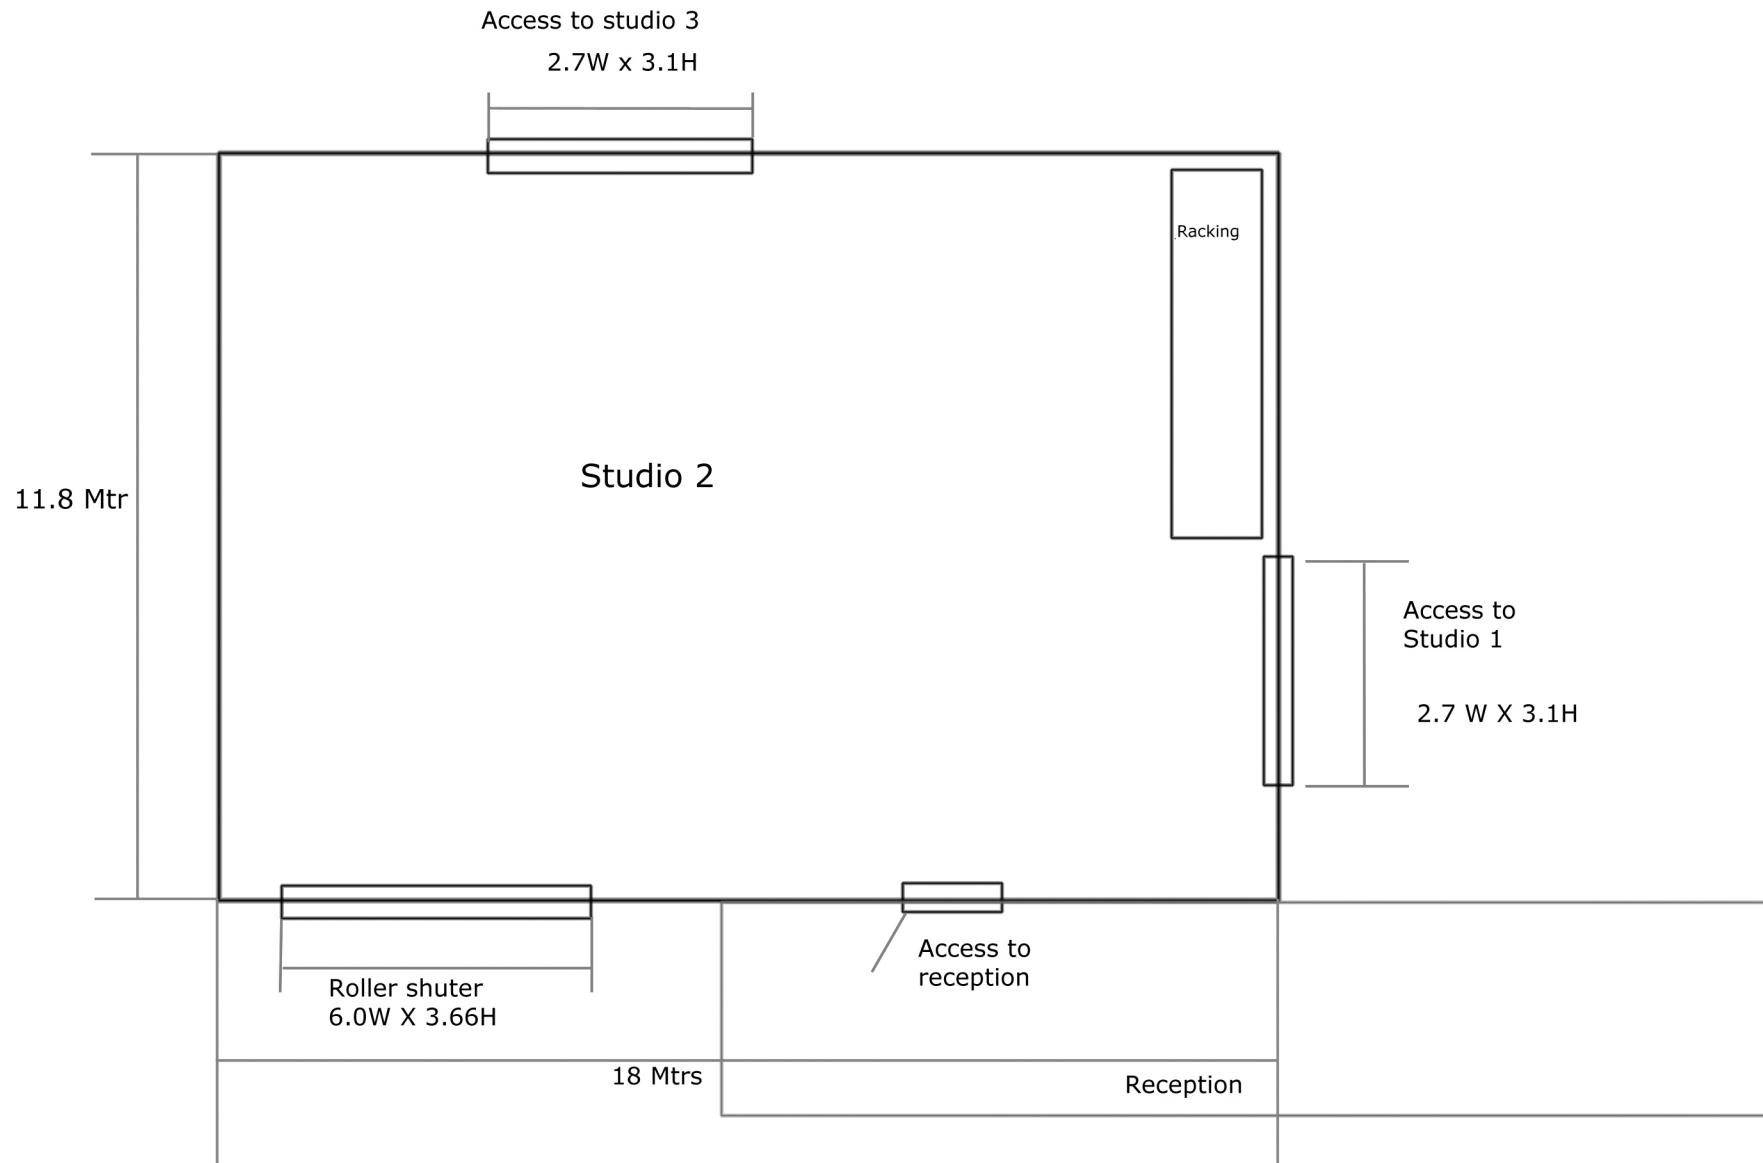 Access to studio 3
2.7W x 3.1H
Racking
Studio 2
11.8 Mtr
Access to
Studio 1
2.7 W X 3.1H
Access to
reception
Roller shuter
6.0W X 3.66H
18 Mtrs
Reception